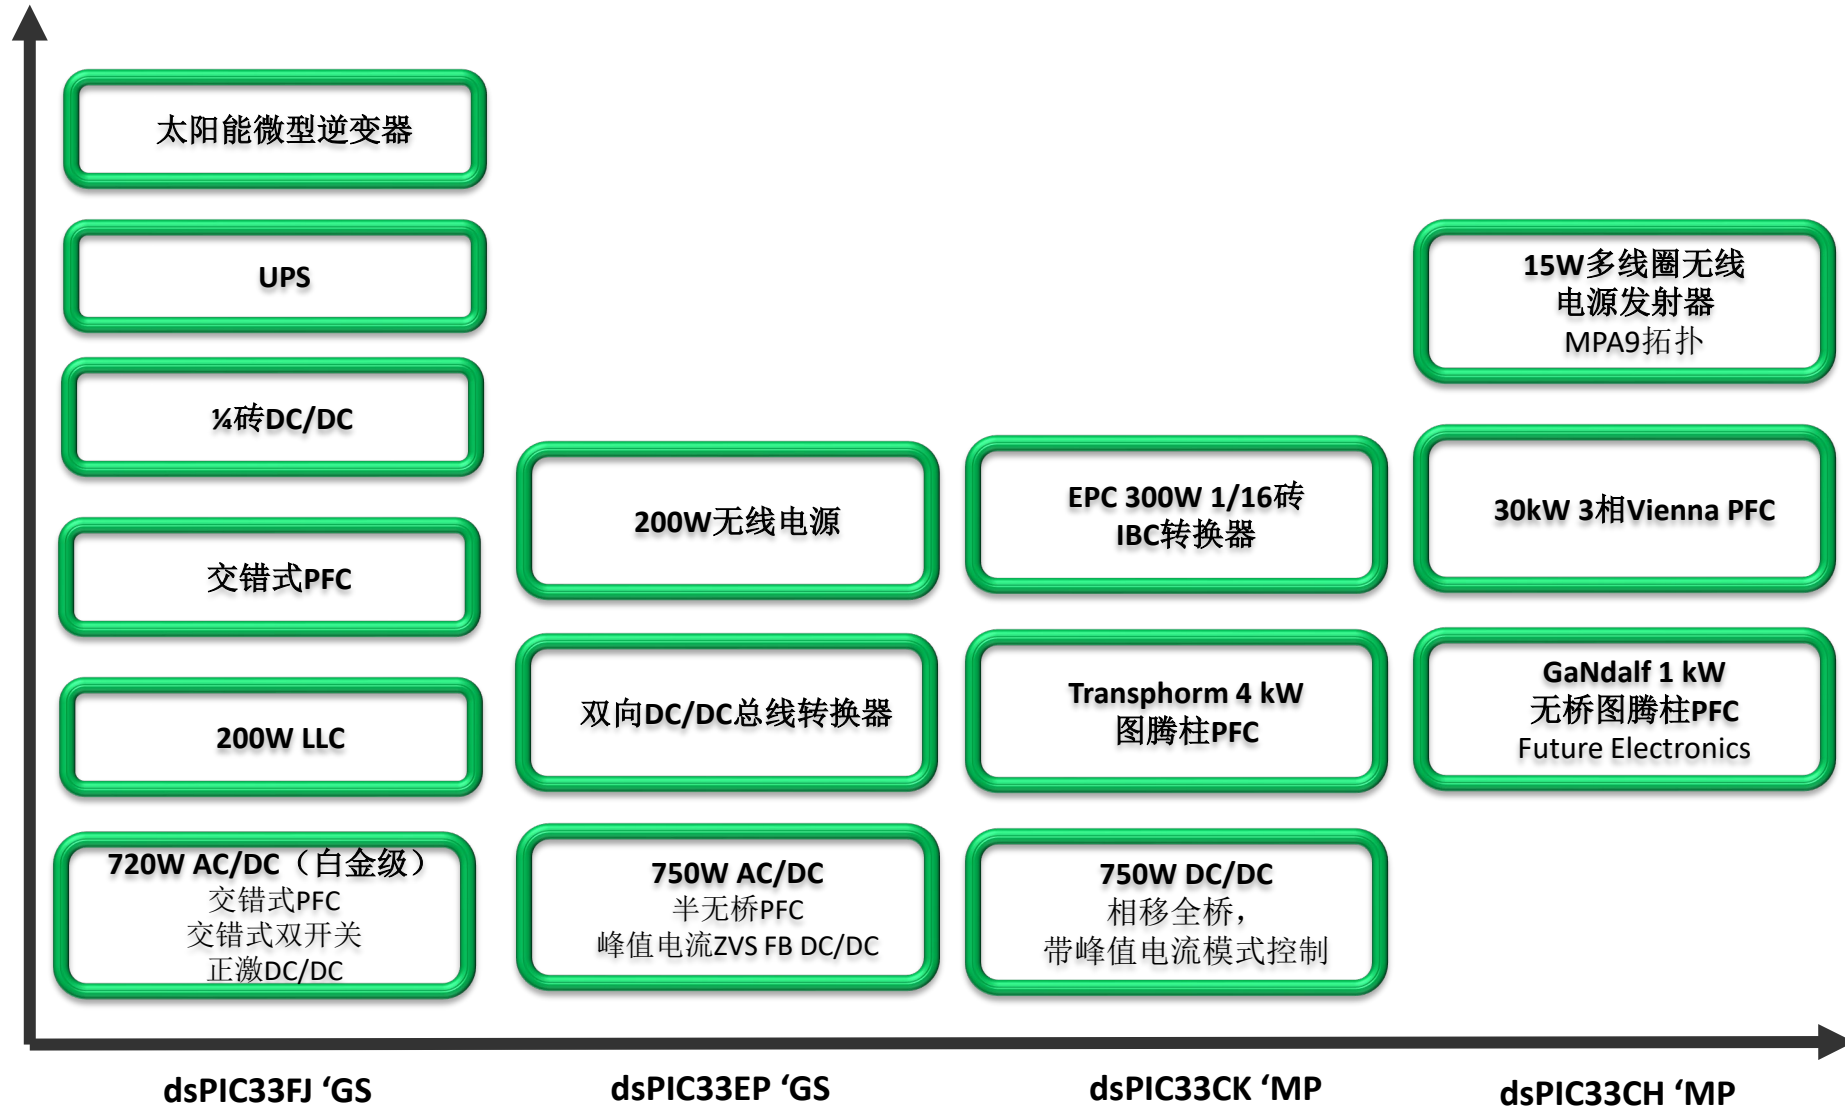 太阳能微型逆变器
UPS
¼砖DC/DC
交错式PFC
200W LLC
720W AC/DC（白金级）
交错式PFC
交错式双开关
正激DC/DC
dsPIC33FJ ‘GS
200W无线电源
双向DC/DC总线转换器
750W AC/DC
半无桥PFC
峰值电流ZVS FB DC/DC
dsPIC33EP ‘GS
EPC 300W 1/16砖
IBC转换器
Transphorm 4 kW
图腾柱PFC
750W DC/DC
相移全桥，
带峰值电流模式控制
dsPIC33CK ‘MP
15W多线圈无线
电源发射器
MPA9拓扑
30kW 3相Vienna PFC
GaNdalf 1 kW
无桥图腾柱PFC
Future Electronics
dsPIC33CH ‘MP